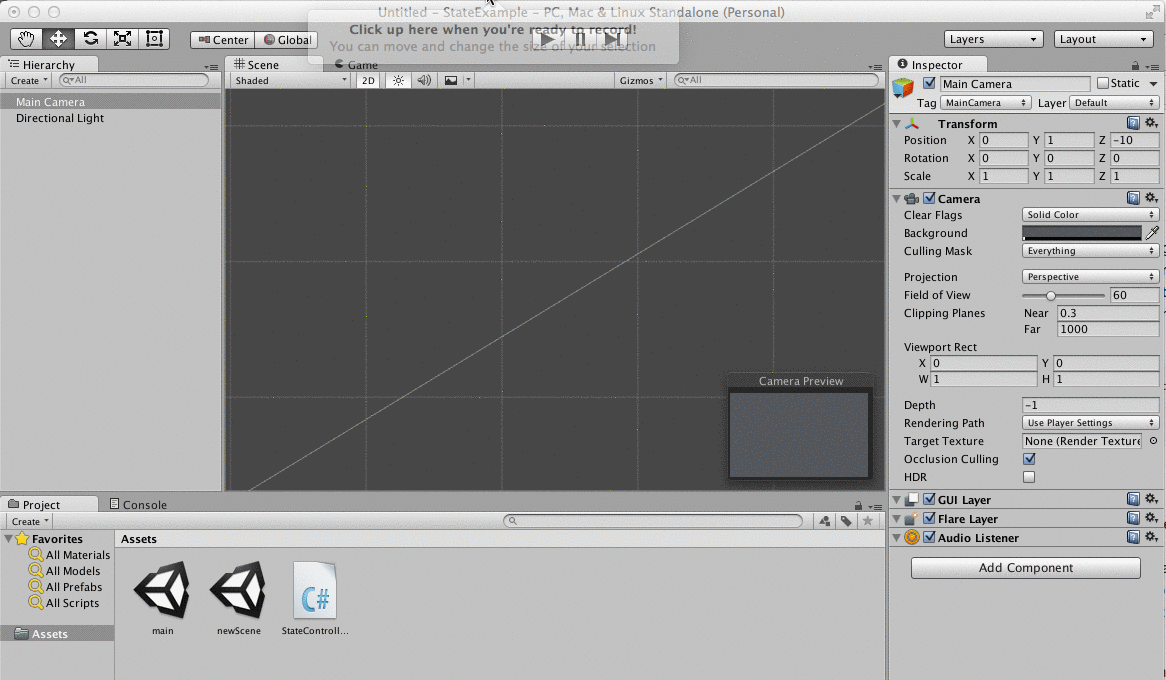 Untitled - StateExample - PC, Mac & Linux Standalone (Personal)
Click up here when you're ready to record!
You can move and change the size of your selection
Center Global
Layers Layout
Hierarchy
Create All
Main Camera
Directional Light
Scene Game
Shaded 2D Gizmos All
Camera Preview
Inspector
Main Camera Static
Tag MainCamera Layer Default
Transform
Position X 0 Y 1 Z -10
Rotation X 0 Y 0 Z 0
Scale X 1 Y 1 Z 1
Camera
Clear Flags Solid Color
Background
Culling Mask Everything
Projection Perspective
Field of View 60
Clipping Planes Near 0.3
Far 1000
Viewport Rect
X 0 Y 0
W 1 H 1
Depth -1
Rendering Path Use Player Settings
Target Texture None (Render Texture
Occlusion Culling
HDR
GUI Layer
Flare Layer
Audio Listener
Add Component
Project Console
Create
Favorites
All Materials
All Models
All Prefabs
All Scripts
Assets
Assets
C#
main newScene StateControll...